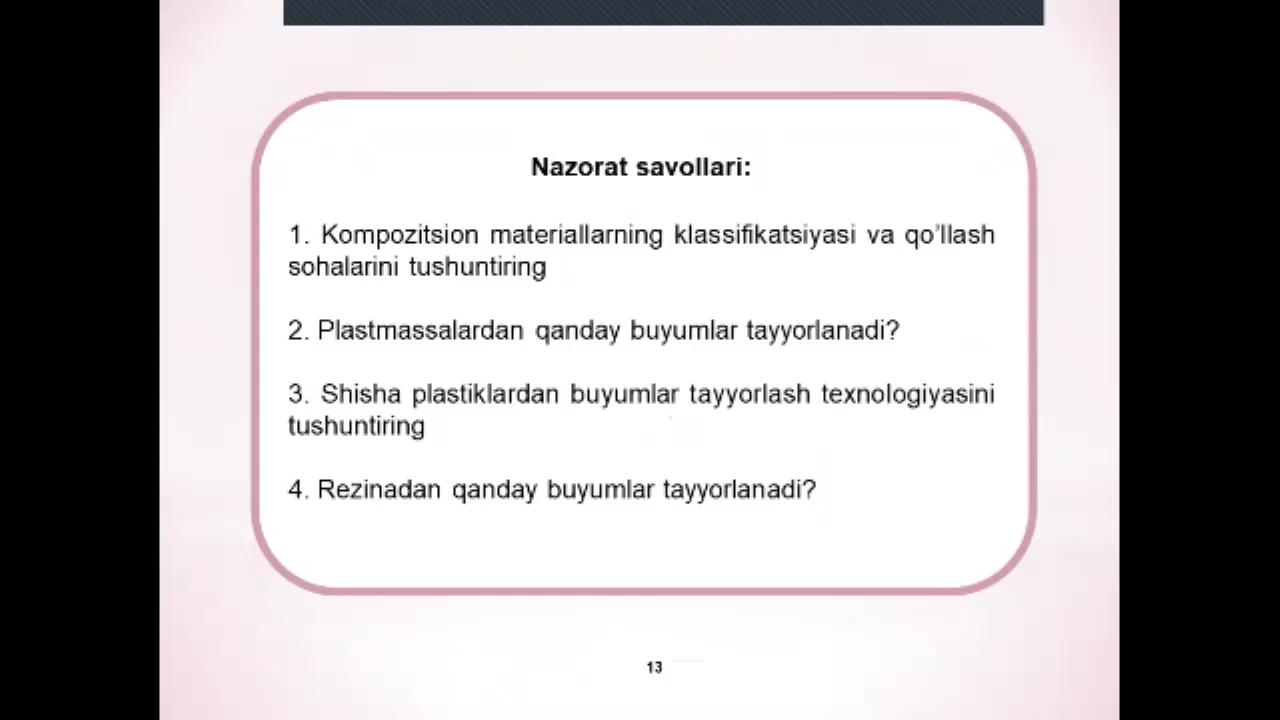 Nazorat savollari:
1. Kompozitsion materiallarning klassifikatsiyasi va qo’llash
sohalarini tushuntiring
2. Plastmassalardan qanday buyumlar tayyorlanadi?
3. Shisha plastiklardan buyumlar tayyorlash texnologiyasini
tushuntiring
4. Rezinadan qanday buyumlar tayyorlanadi?
13